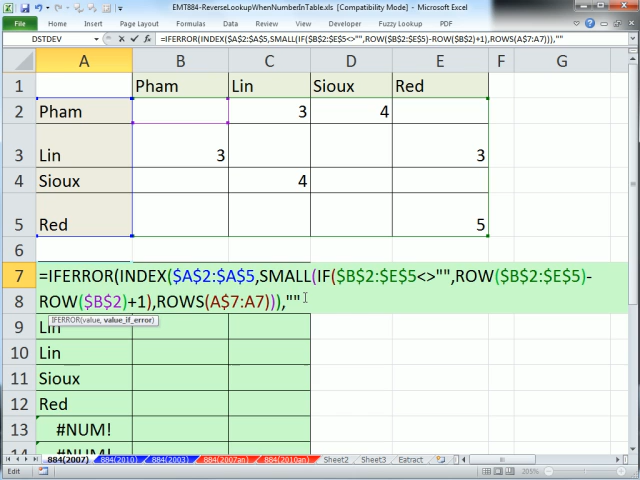 EMT884-ReverseLookupWhenNumberInTable.xls [Compatibility Mode] - Microsoft Excel
File Home Insert Page Layout Formulas Data Review View Developer Fuzzy Lookup PDF
DSTDEV =IFERROR(INDEX($A$2:$A$5,SMALL(IF($B$2:$E$5<>"",ROW($B$2:$E$5)-ROW($B$2)+1),ROWS(A$7:A7))),""
A B C D E F G
1 Pham Lin Sioux Red
2 Pham 3 4
3 Lin 3 3
4 Sioux 4
5 Red 5
6
7 =IFERROR(INDEX($A$2:$A$5,SMALL(IF($B$2:$E$5<>"",ROW($B$2:$E$5)-
8 ROW($B$2)+1),ROWS(A$7:A7))),""
IFERROR(value, value_if_error)
9 Lin
10 Lin
11 Sioux
12 Red
13 #NUM!
14 #NUM!
884(2007) 884(2010) 884(2003) 884(2007an) 884(2010an) Sheet2 Sheet3 Eatract
Edit 205%